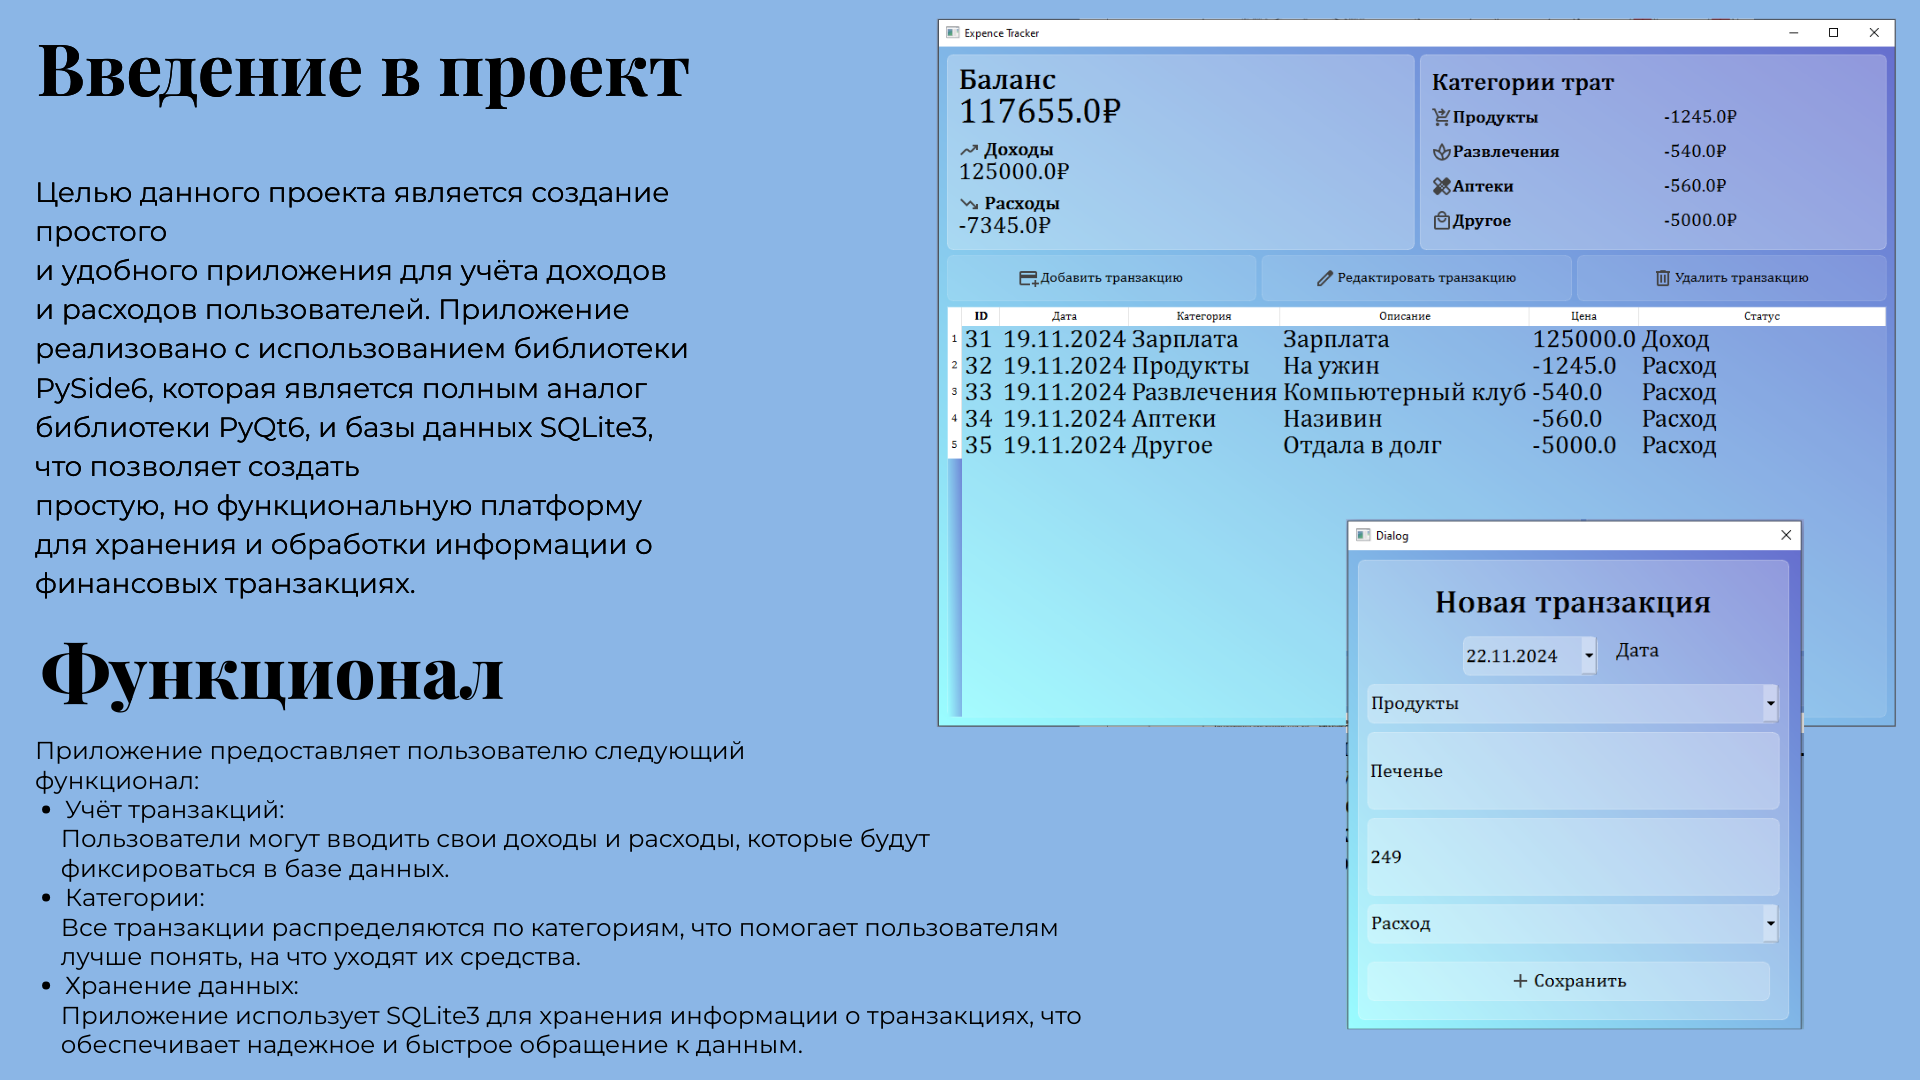 Введение в проект
Целью данного проекта является создание
простого
и удобного приложения для учёта доходов
и расходов пользователей. Приложение
реализовано с использованием библиотеки
PySide6, которая является полным аналог
библиотеки PyQt6, и базы данных SQLite3,
что позволяет создать
простую, но функциональную платформу
для хранения и обработки информации о
финансовых транзакциях.
Функционал
Приложение предоставляет пользователю следующий
функционал:
• Учёт транзакций:
Пользователи могут вводить свои доходы и расходы, которые будут
фиксироваться в базе данных.
• Категории:
Все транзакции распределяются по категориям, что помогает пользователям
лучше понять, на что уходят их средства.
• Хранение данных:
Приложение использует SQLite3 для хранения информации о транзакциях, что
обеспечивает надежное и быстрое обращение к данным.
Expence Tracker
Баланс
117655.0₽
Доходы
125000.0₽
Расходы
-7345.0₽
Категории трат
Продукты -1245.0₽
Развлечения -540.0₽
Аптеки -560.0₽
Другое -5000.0₽
Добавить транзакцию Редактировать транзакцию Удалить транзакцию
ID Дата Категория Описание Цена Статус
1 31 19.11.2024 Зарплата Зарплата 125000.0 Доход
2 32 19.11.2024 Продукты На ужин -1245.0 Расход
3 33 19.11.2024 Развлечения Компьютерный клуб -540.0 Расход
4 34 19.11.2024 Аптеки Називин -560.0 Расход
5 35 19.11.2024 Другое Отдала в долг -5000.0 Расход
Dialog
Новая транзакция
22.11.2024 Дата
Продукты
Печенье
249
Расход
+ Сохранить